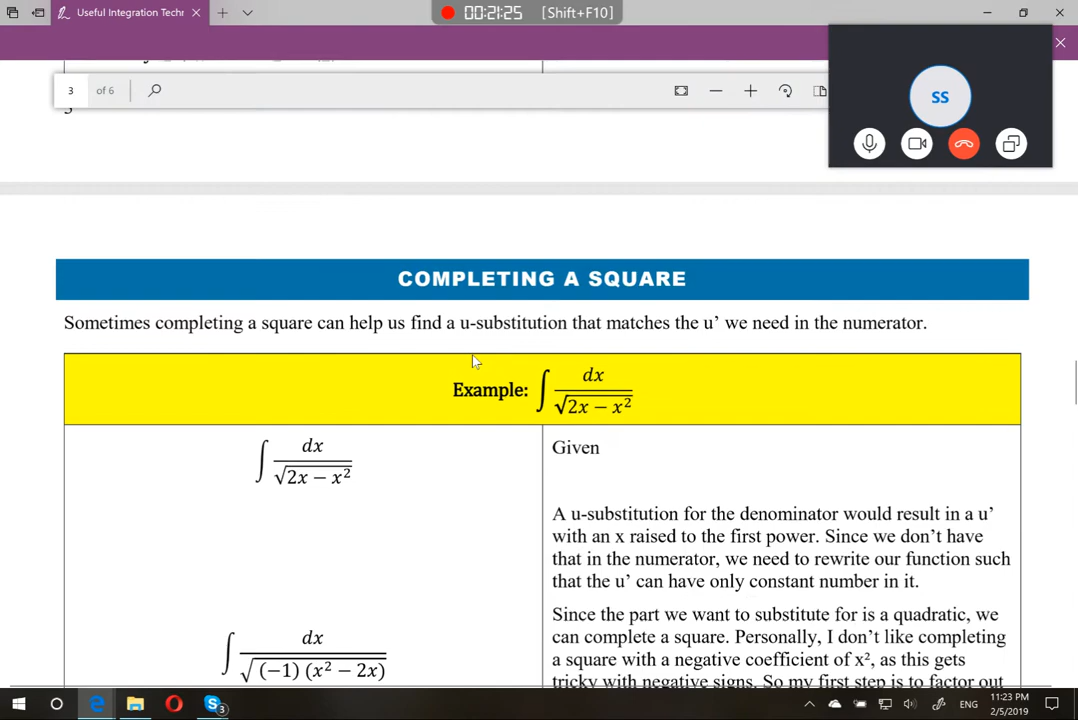 Useful Integration Techr
00:21:25 [Shift+F10]
3 of 6
SS
COMPLETING A SQUARE
Sometimes completing a square can help us find a u-substitution that matches the u’ we need in the numerator.
Example: ∫ dx / √(2x − x²)
∫ dx / √(2x − x²)
Given
A u-substitution for the denominator would result in a u’
with an x raised to the first power. Since we don’t have
that in the numerator, we need to rewrite our function such
that the u’ can have only constant number in it.
∫ dx / √((−1) (x² − 2x))
Since the part we want to substitute for is a quadratic, we
can complete a square. Personally, I don’t like completing
a square with a negative coefficient of x², as this gets
tricky with negative signs. So my first step is to factor out
3
ENG
11:23 PM
2/5/2019